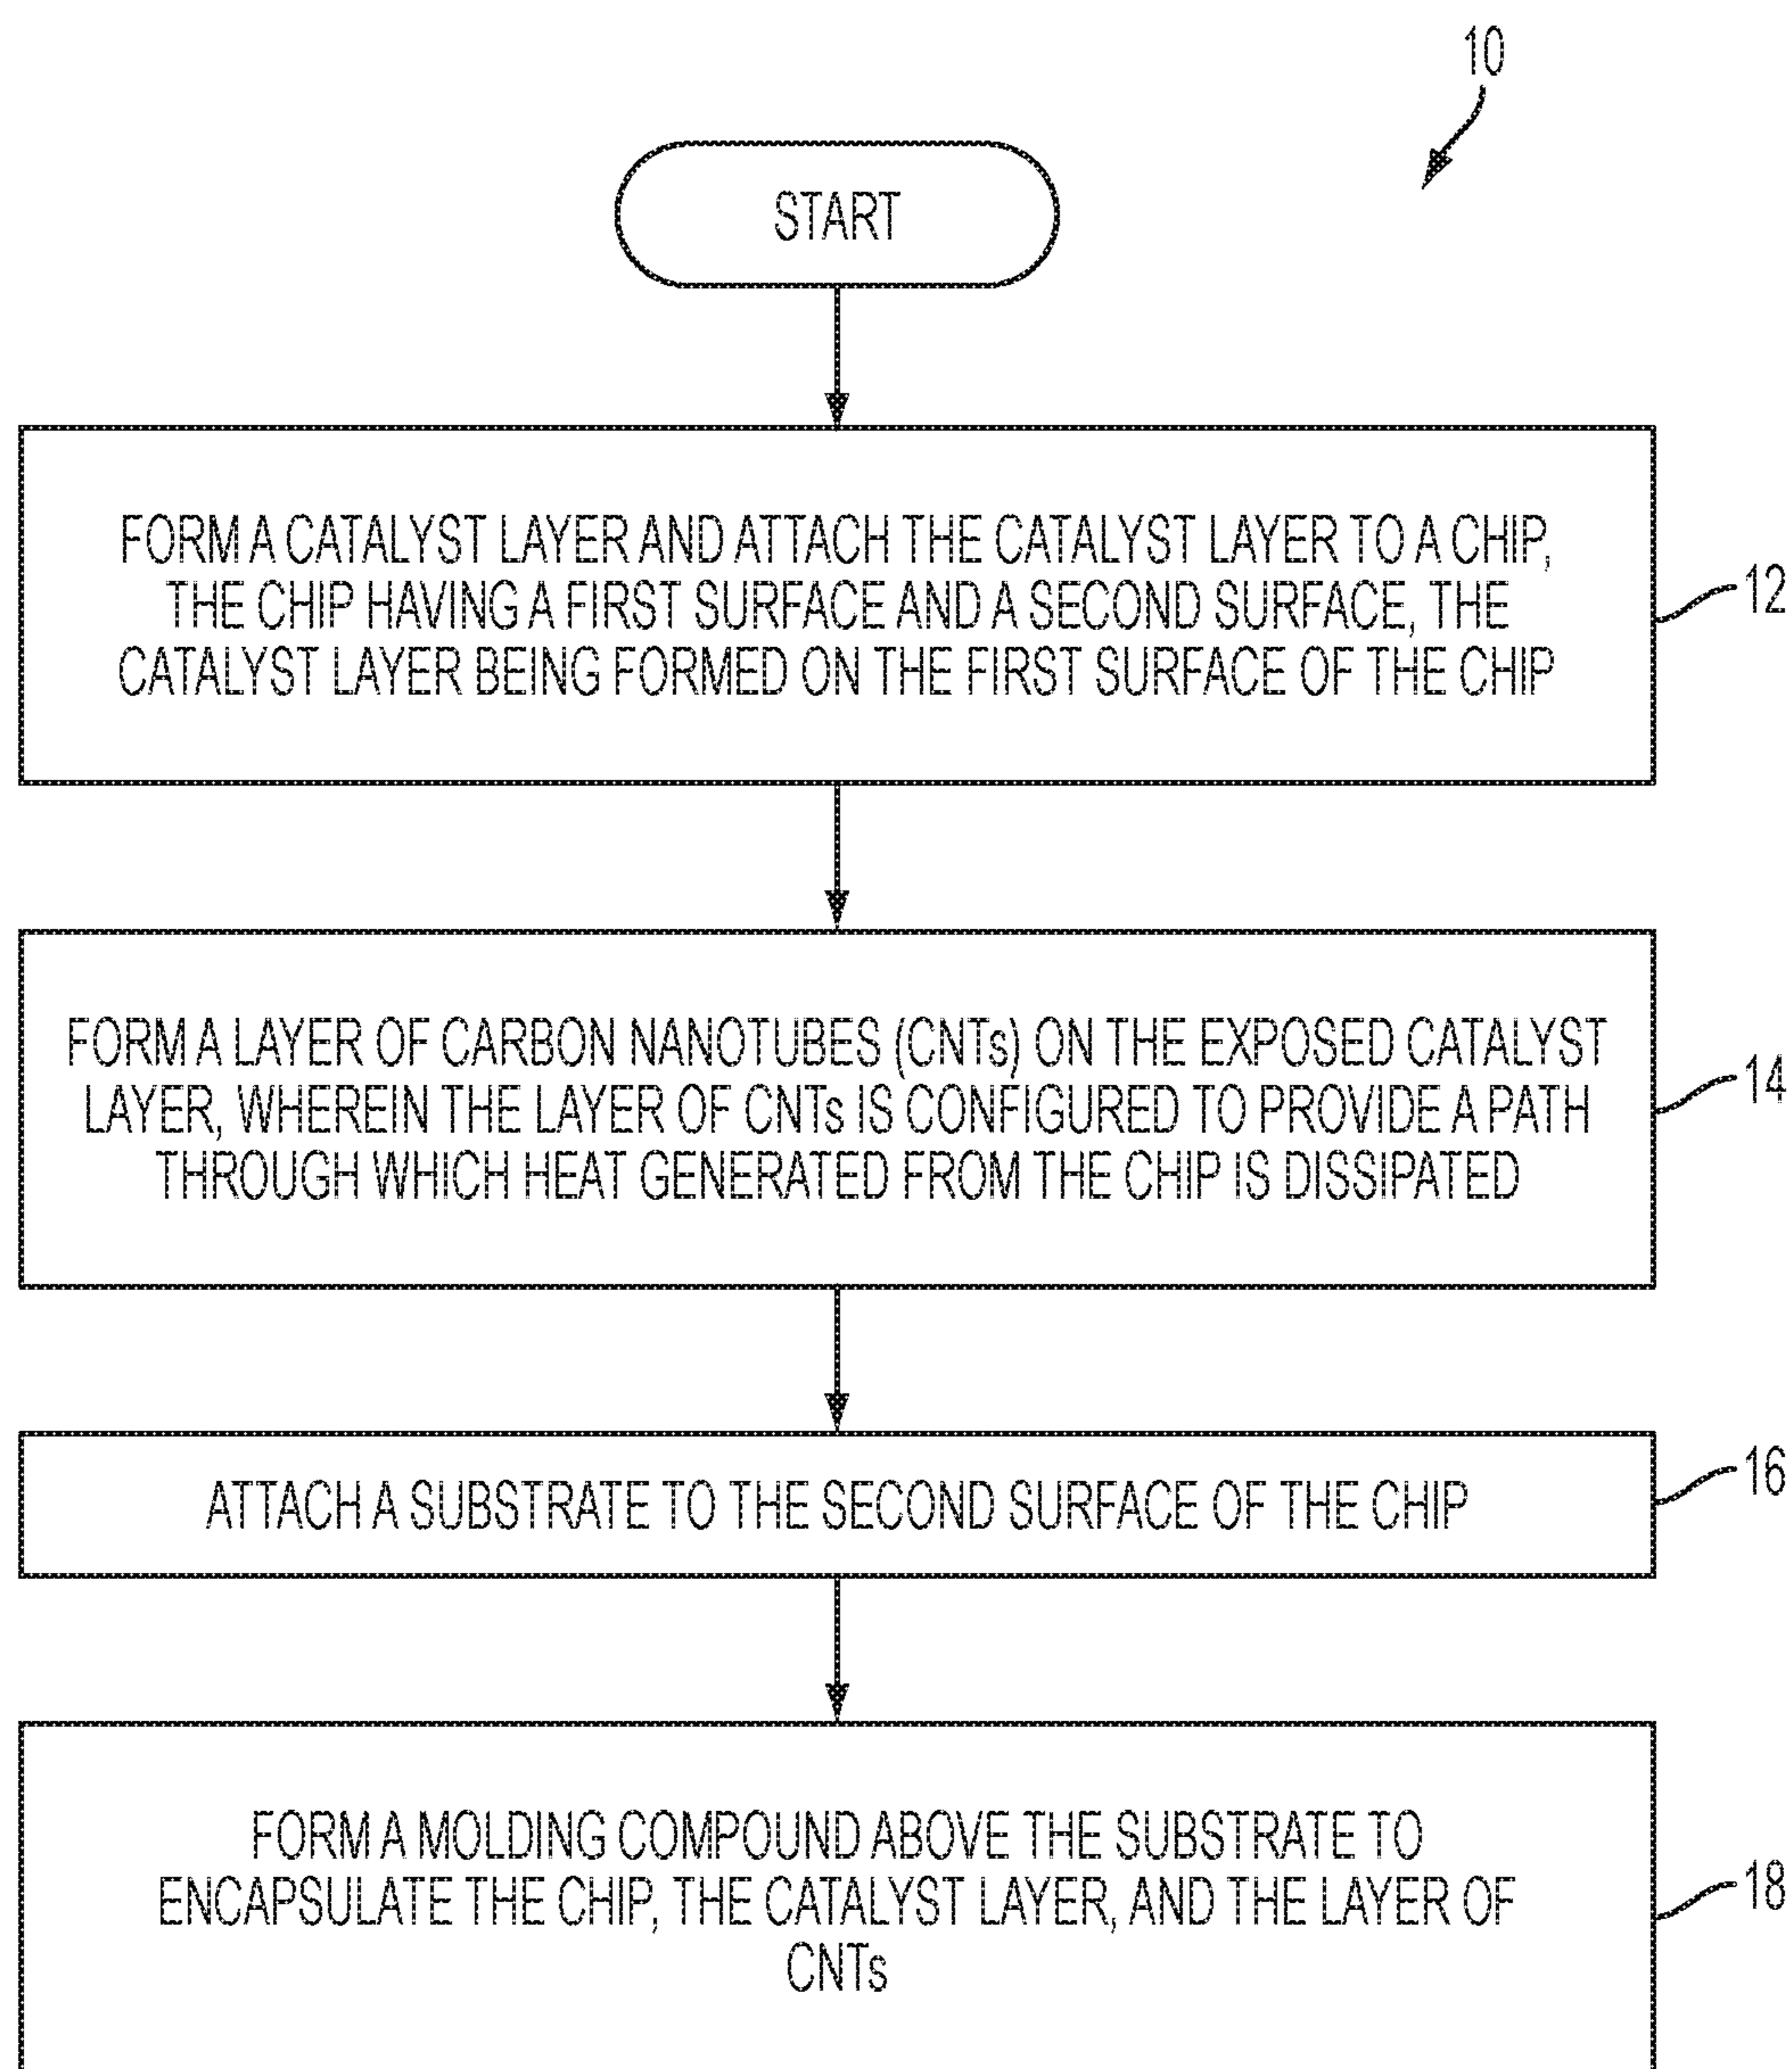 10
START
FORM A CATALYST LAYER AND ATTACH THE CATALYST LAYER TO A CHIP,
THE CHIP HAVING A FIRST SURFACE AND A SECOND SURFACE, THE
CATALYST LAYER BEING FORMED ON THE FIRST SURFACE OF THE CHIP
12
FORM A LAYER OF CARBON NANOTUBES (CNTs) ON THE EXPOSED CATALYST
LAYER, WHEREIN THE LAYER OF CNTs IS CONFIGURED TO PROVIDE A PATH
THROUGH WHICH HEAT GENERATED FROM THE CHIP IS DISSIPATED
14
ATTACH A SUBSTRATE TO THE SECOND SURFACE OF THE CHIP
16
FORM A MOLDING COMPOUND ABOVE THE SUBSTRATE TO
ENCAPSULATE THE CHIP, THE CATALYST LAYER, AND THE LAYER OF
CNTs
18